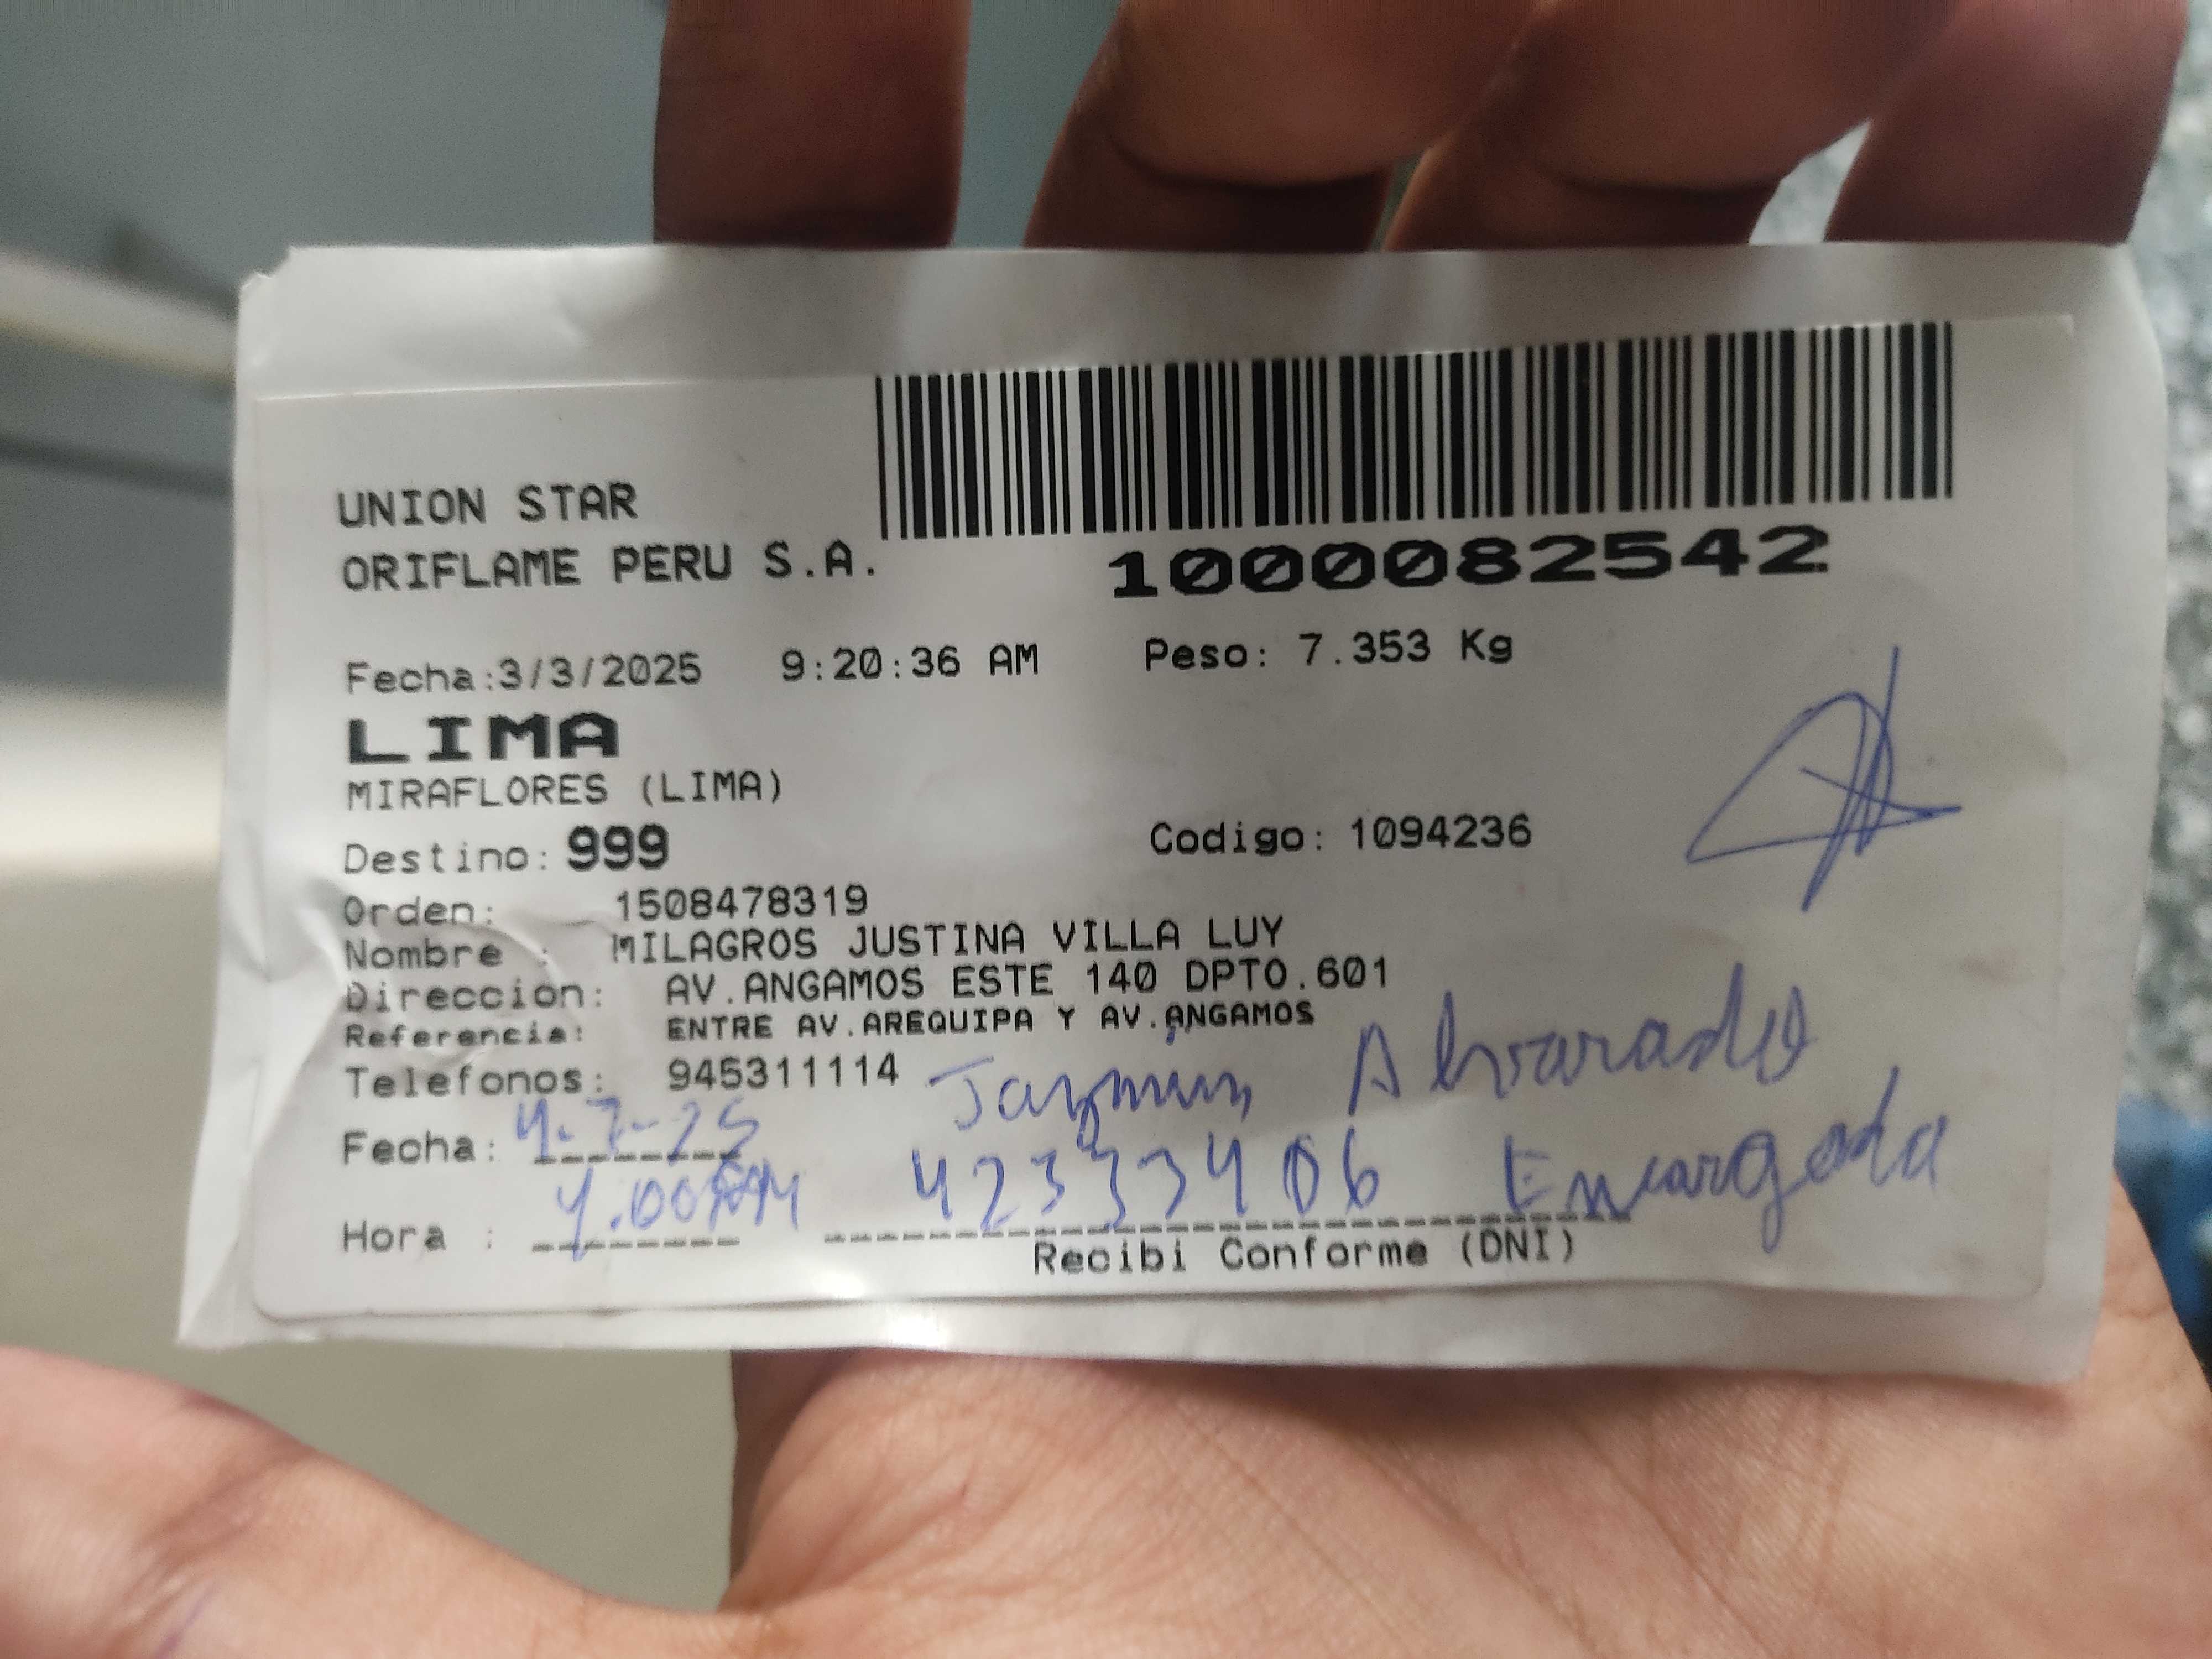 UNION STAR
ORIFLAME PERU S.A.
1000082542
Fecha:3/3/2025 9:20:36 AM Peso: 7.353 Kg
LIMA
MIRAFLORES (LIMA)
Destino: 999 Codigo: 1094236
Orden: 1508478319
Nombre : MILAGROS JUSTINA VILLA LUY
Direccion: AV.ANGAMOS ESTE 140 DPTO.601
Referencia: ENTRE AV.AREQUIPA Y AV.ANGAMOS
Telefonos: 945311114
Jazmin Alvarado
Fecha: 4-3-25
42333406 Encargada
Hora :
Recibi Conforme (DNI)